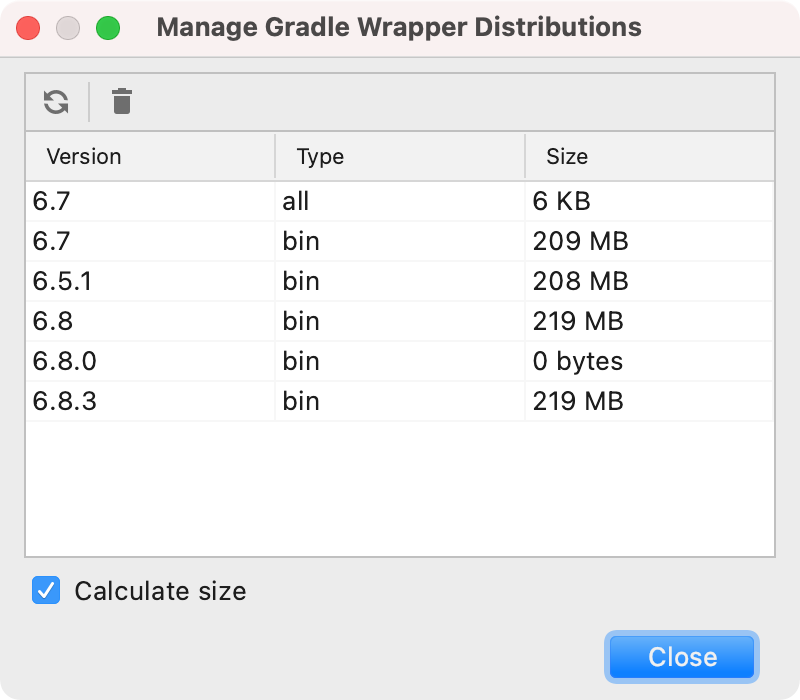 Manage Gradle Wrapper Distributions
Version Type Size
6.7 all 6 KB
6.7 bin 209 MB
6.5.1 bin 208 MB
6.8 bin 219 MB
6.8.0 bin 0 bytes
6.8.3 bin 219 MB
Calculate size
Close